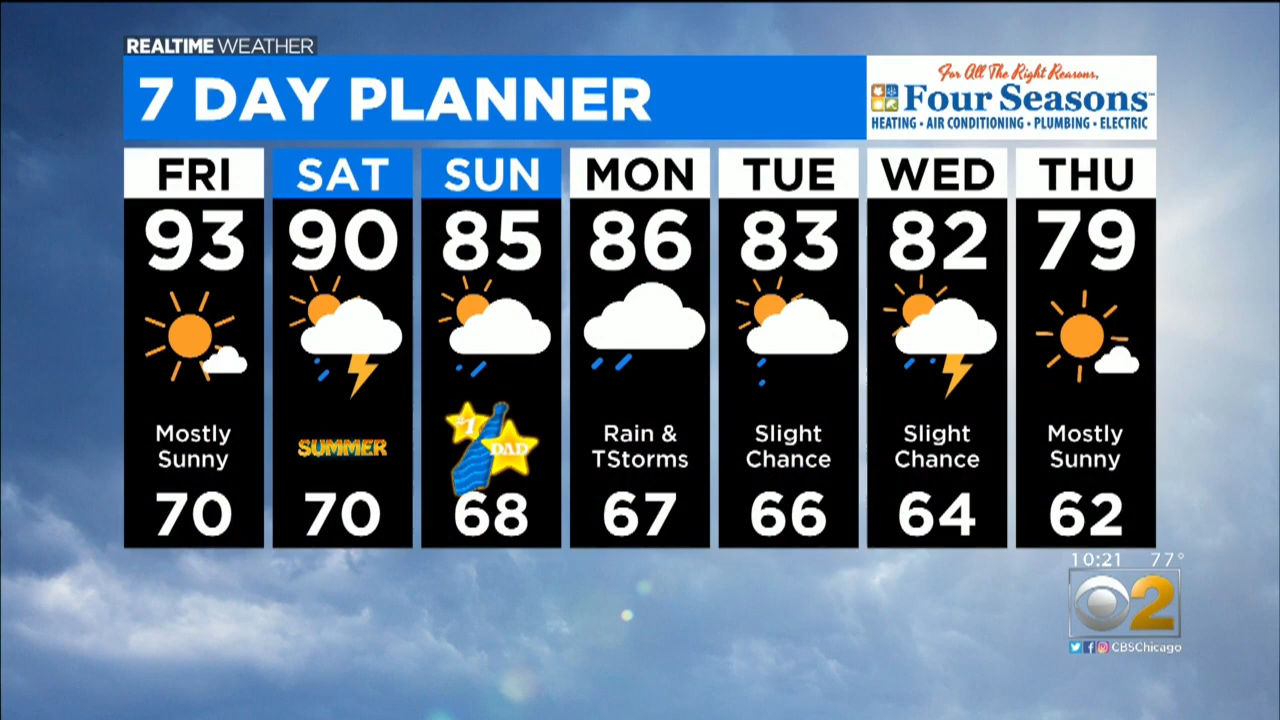 REALTIME WEATHER
7 DAY PLANNER
For All The Right Reasons,
Four Seasons™
HEATING • AIR CONDITIONING • PLUMBING • ELECTRIC
FRI SAT SUN MON TUE WED THU
93 90 85 86 83 82 79
#1
DAD
Mostly Sunny
SUMMER
Rain & TStorms
Slight Chance
Slight Chance
Mostly Sunny
70 70 68 67 66 64 62
10:21 77°
2
CBSChicago